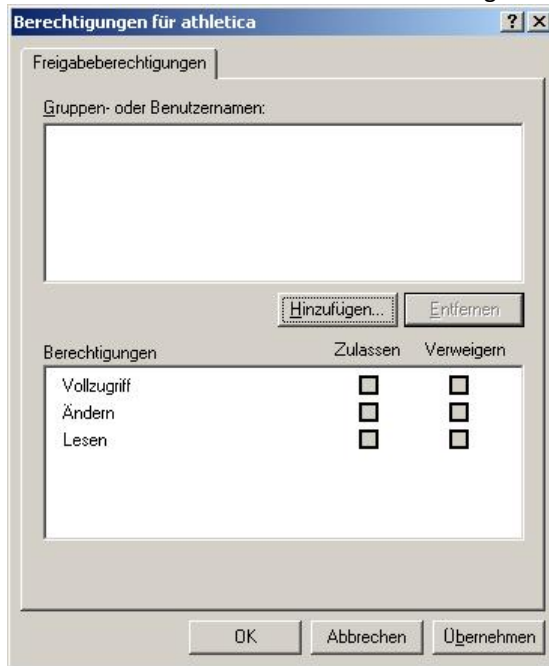 Berechtigungen für athletica
Freigabeberechtigungen
Gruppen- oder Benutzernamen:
Hinzufügen... Entfernen
Berechtigungen Zulassen Verweigern
Vollzugriff
Ändern
Lesen
OK Abbrechen Übernehmen